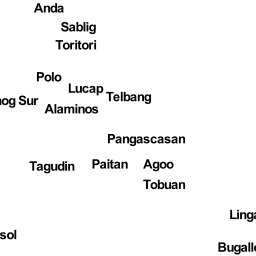 Anda
Sablig
Toritori
Polo
Lucap
Telbang
nog Sur
Alaminos
Pangascasan
Tagudin
Paitan
Agoo
Tobuan
Linga
sol
Bugallo